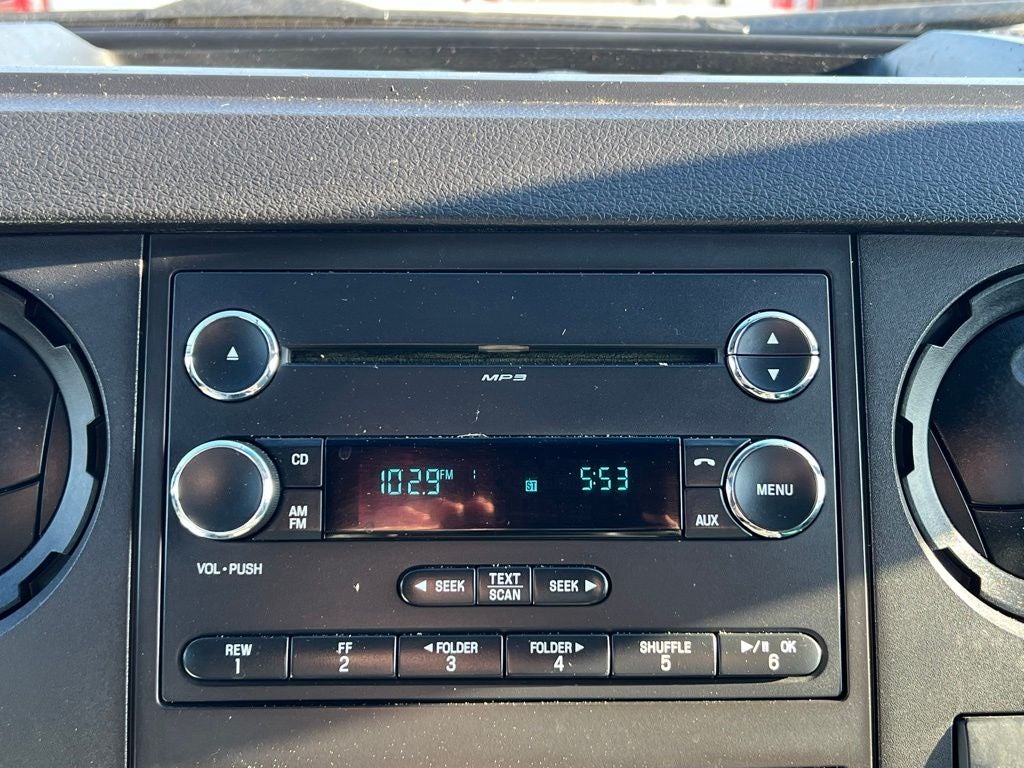 MP3
CD
AM
FM
102.9 FM 1 ST 5:53
AUX
MENU
VOL•PUSH
◄ SEEK
TEXT
SCAN
SEEK ►
REW
1
FF
2
◄ FOLDER
3
FOLDER ►
4
SHUFFLE
5
►/II OK
6